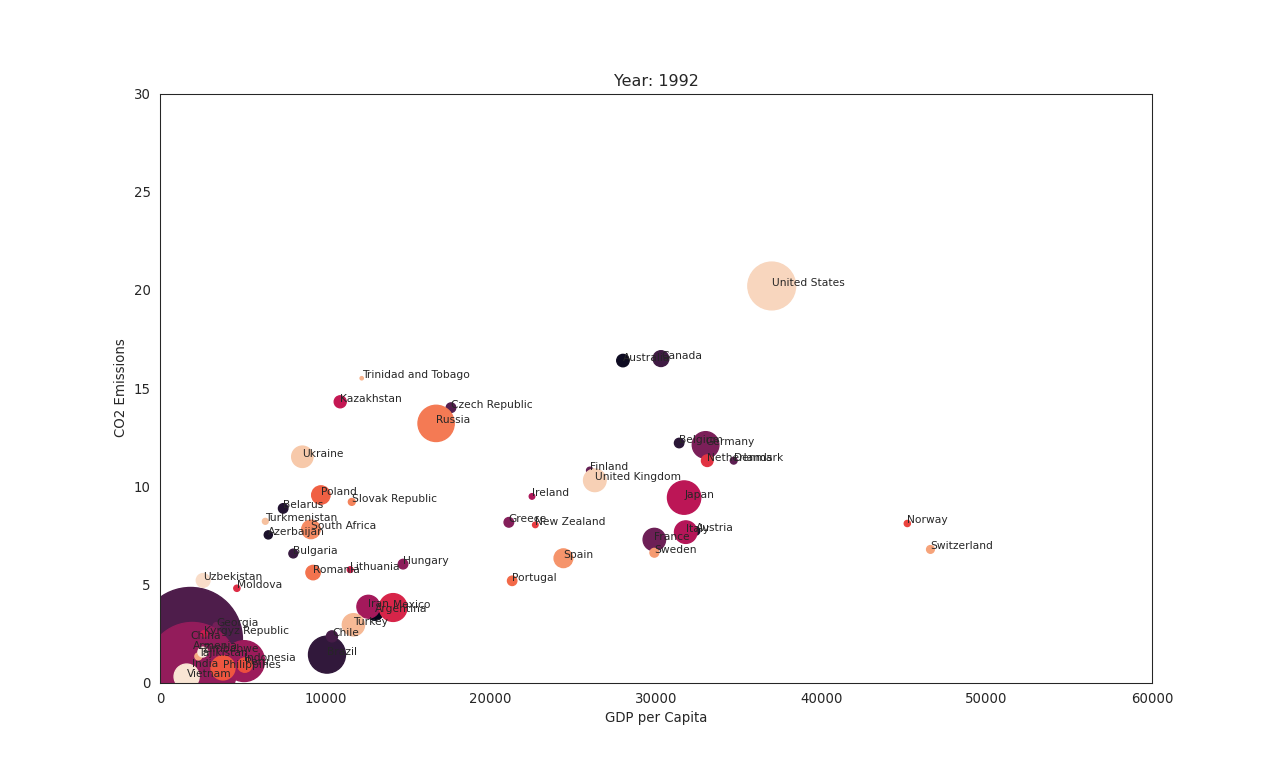 Year: 1992
30
25
20
15
10
5
0
CO2 Emissions
0
10000
20000
30000
40000
50000
60000
GDP per Capita
United States
Canada
Trinidad and Tobago
Kazakhstan
Czech Republic
Russia
Belgium
Germany
Netherlands
Denmark
Ukraine
Finland
United Kingdom
Poland
Slovak Republic
Ireland
Japan
Belarus
Turkmenistan
South Africa
Azerbaijan
Greece
New Zealand
Norway
Italy
Austria
France
Sweden
Switzerland
Bulgaria
Spain
Hungary
Lithuania
Romania
Portugal
Uzbekistan
Moldova
Iran
Mexico
Argentina
Georgia
Turkey
Kyrgyz Republic
Chile
China
Brazil
Indonesia
India
Philippines
Vietnam